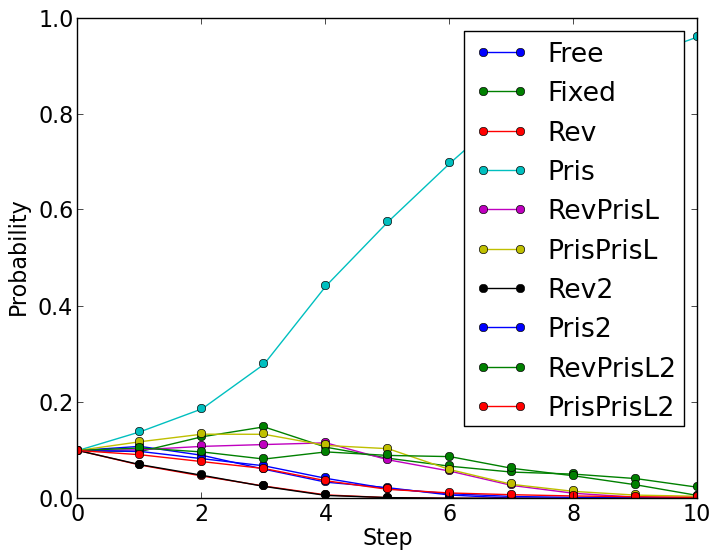 1.0
0.8
0.6
0.4
0.2
0.0
Probability
0 2 4 6 8 10
Step
Free
Fixed
Rev
Pris
RevPrisL
PrisPrisL
Rev2
Pris2
RevPrisL2
PrisPrisL2